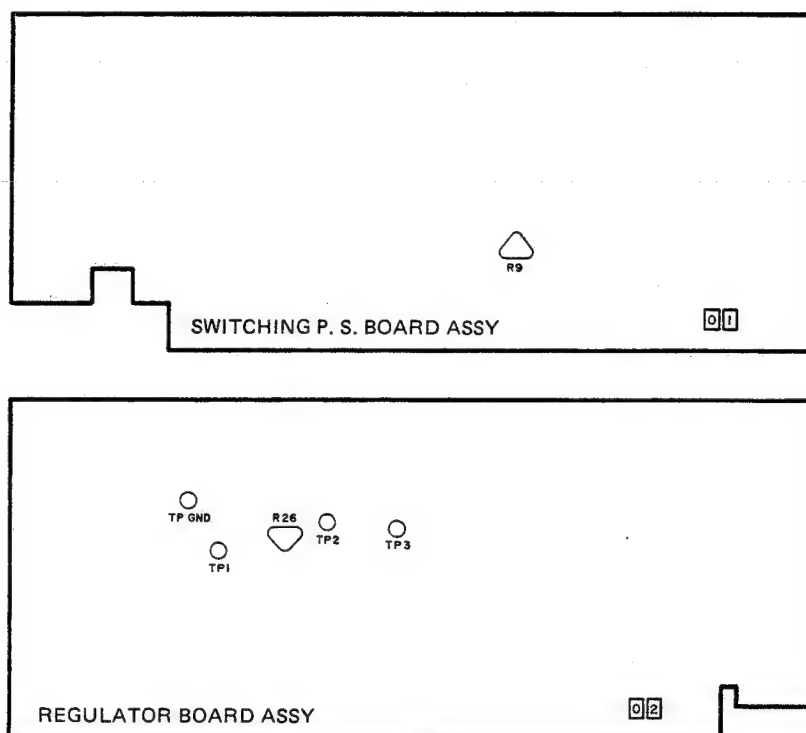 R9
SWITCHING P. S. BOARD ASSY
01
TP GND
R26
TP2
TP3
TP1
REGULATOR BOARD ASSY
02